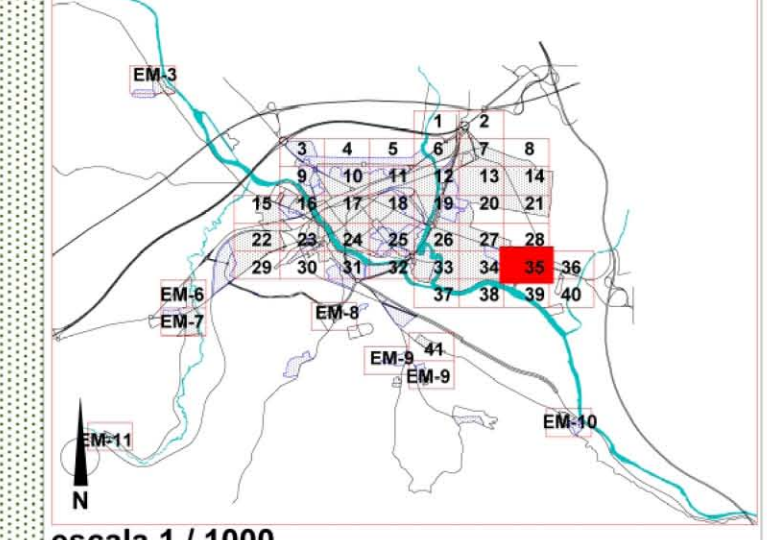 EM-3
1 2
3 4 5 6 7 8
9 10 11 12 13 14
15 16 17 18 19 20 21
22 23 24 25 26 27 28
29 30 31 32 33 34 35 36
EM-6 37 38 39 40
EM-7
EM-8
41
EM-9
EM-9
EM-10
EM-11
N
escala 1 / 1000